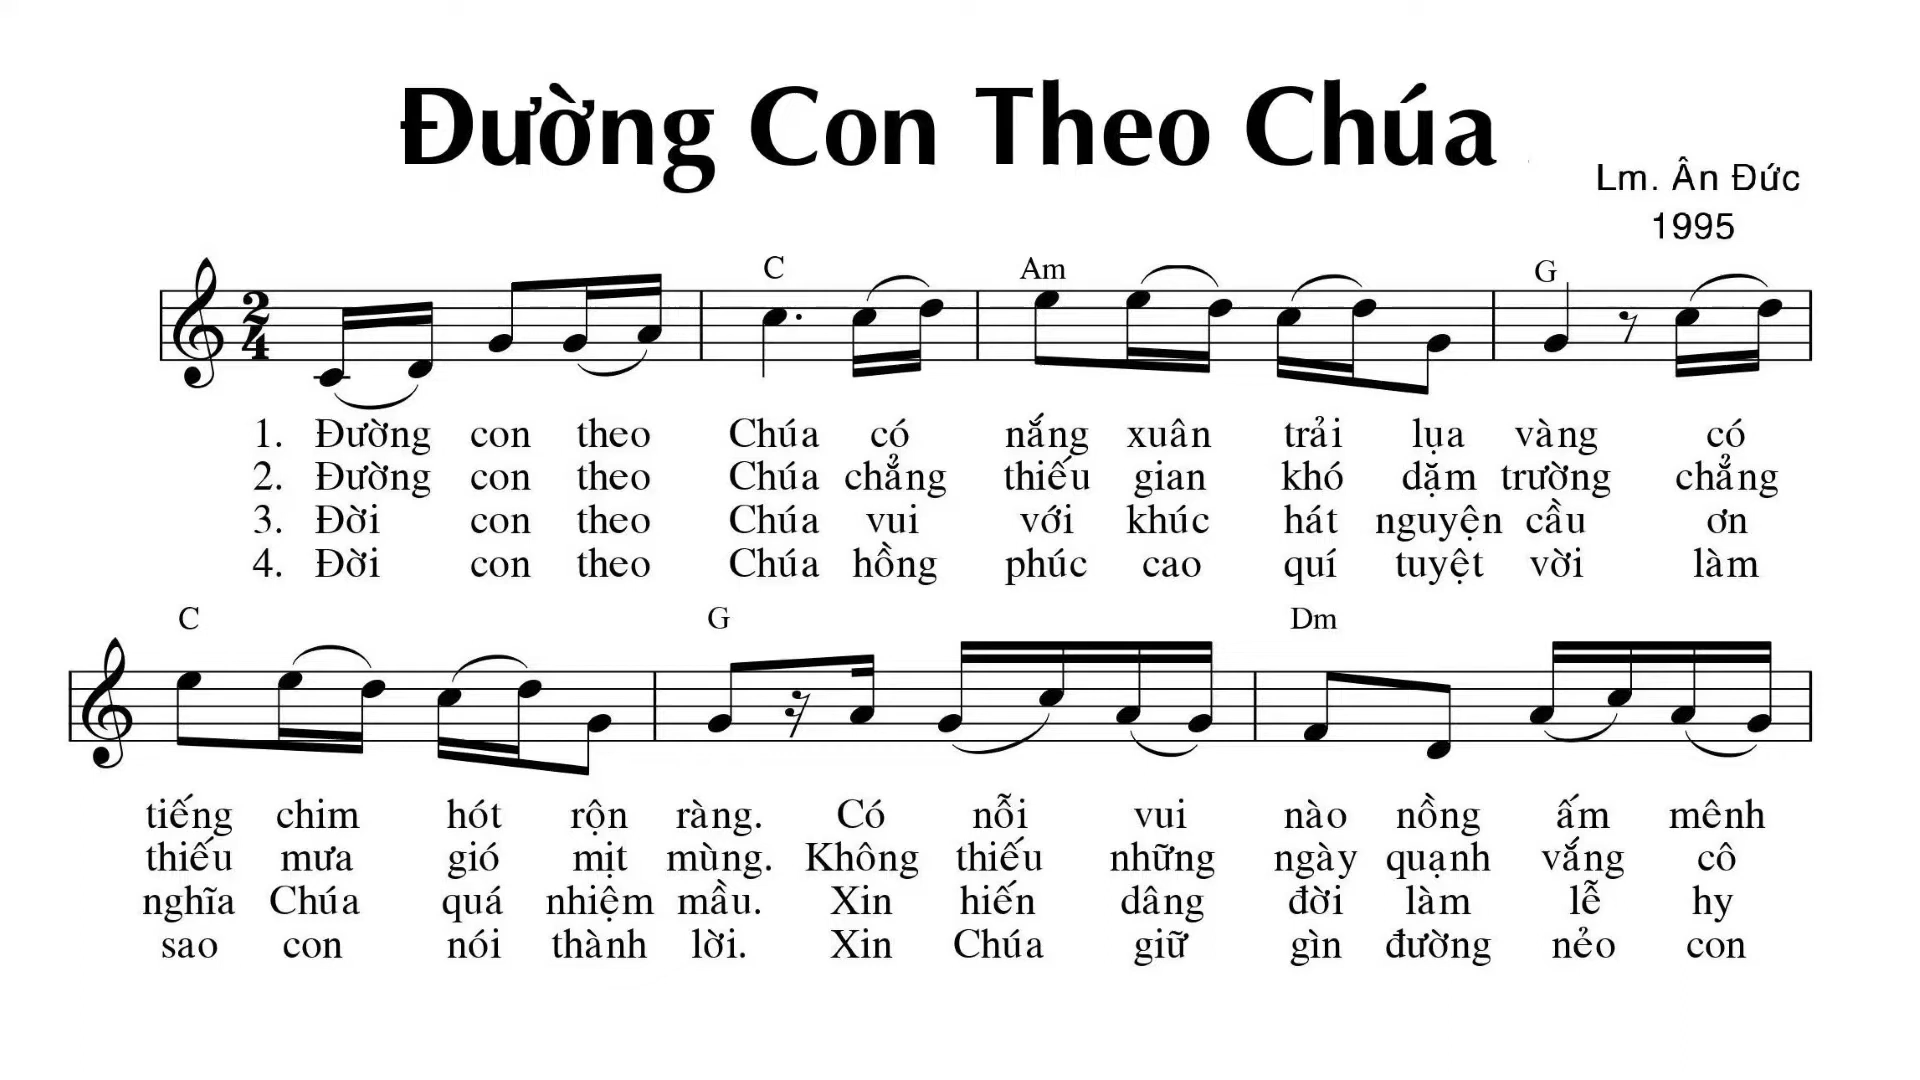 Đường Con Theo Chúa
Lm. Ân Đức
1995
C Am G
1. Đường con theo Chúa có nắng xuân trải lụa vàng có
2. Đường con theo Chúa chẳng thiếu gian khó dặm trường chẳng
3. Đời con theo Chúa vui với khúc hát nguyện cầu ơn
4. Đời con theo Chúa hồng phúc cao quí tuyệt vời làm
C G Dm
tiếng chim hót rộn ràng. Có nỗi vui nào nồng ấm mênh
thiếu mưa gió mịt mùng. Không thiếu những ngày quạnh vắng cô
nghĩa Chúa quá nhiệm mầu. Xin hiến dâng đời làm lễ hy
sao con nói thành lời. Xin Chúa giữ gìn đường nẻo con